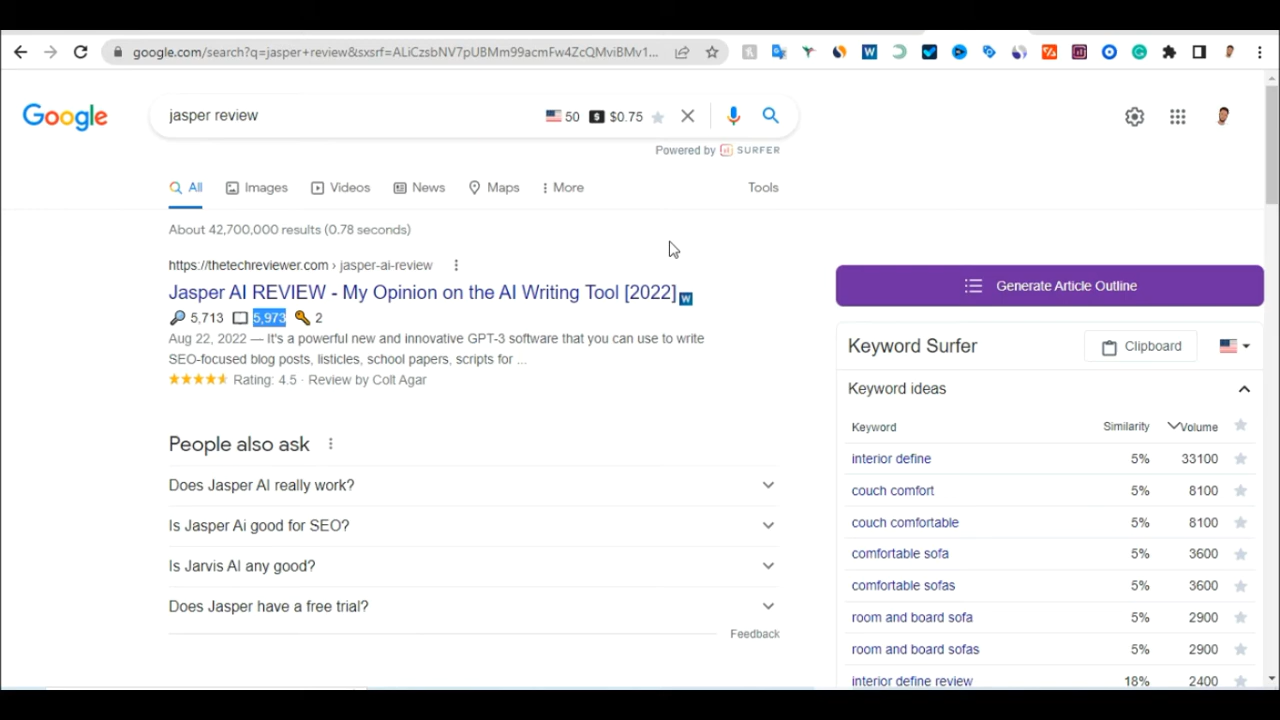 google.com/search?q=jasper+review&sxsrf=ALiCzsbNV7pUBMm99acmFw4ZcQMviBMv1...
Google
jasper review
50
$0.75
Powered by SURFER
All
Images
Videos
News
Maps
More
Tools
About 42,700,000 results (0.78 seconds)
https://thetechreviewer.com › jasper-ai-review
Jasper AI REVIEW - My Opinion on the AI Writing Tool [2022]
W
5,713
5,973
2
Aug 22, 2022 — It's a powerful new and innovative GPT-3 software that you can use to write
SEO-focused blog posts, listicles, school papers, scripts for ...
Rating: 4.5 · Review by Colt Agar
People also ask
Does Jasper AI really work?
Is Jasper Ai good for SEO?
Is Jarvis AI any good?
Does Jasper have a free trial?
Feedback
Generate Article Outline
Keyword Surfer
Clipboard
Keyword ideas
Keyword Similarity Volume
interior define 5% 33100
couch comfort 5% 8100
couch comfortable 5% 8100
comfortable sofa 5% 3600
comfortable sofas 5% 3600
room and board sofa 5% 2900
room and board sofas 5% 2900
interior define review 18% 2400